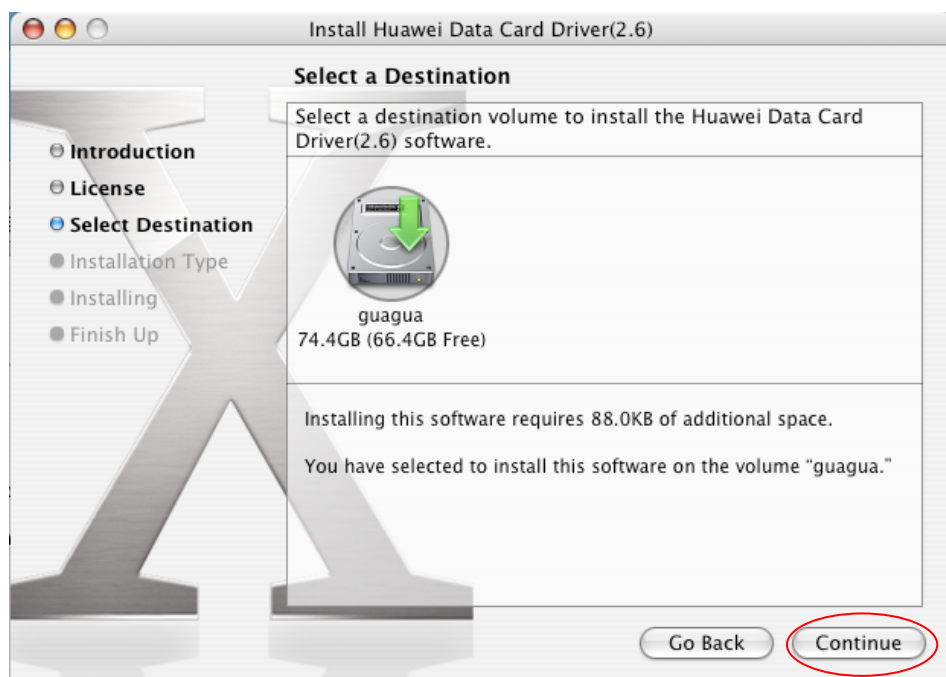 Install Huawei Data Card Driver(2.6)
Select a Destination
Introduction
License
Select Destination
Installation Type
Installing
Finish Up
Select a destination volume to install the Huawei Data Card
Driver(2.6) software.
guagua
74.4GB (66.4GB Free)
Installing this software requires 88.0KB of additional space.
You have selected to install this software on the volume “guagua.”
Go Back
Continue